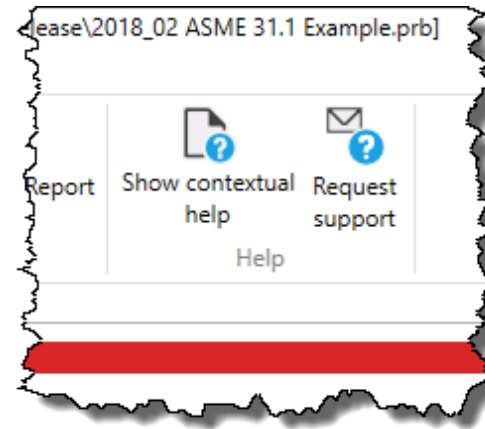 lease\2018_02 ASME 31.1 Example.prb]
Report
Show contextual
help
Request
support
Help